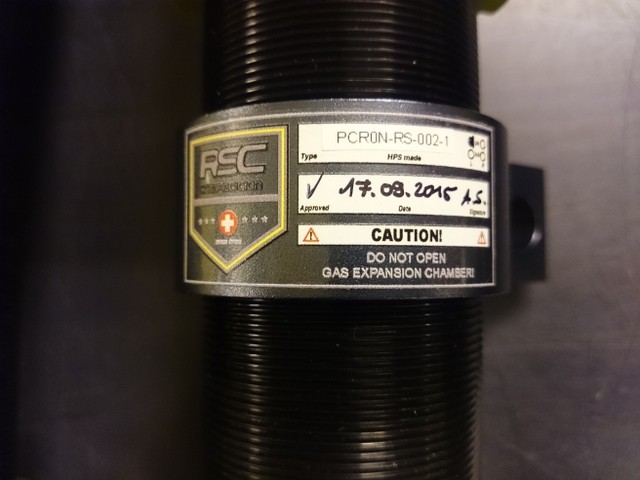 RSC
PCR0N-RS-002-1
Type HPS made
✓ 17.09.2015 A.S.
Approved Date Signature
CAUTION!
DO NOT OPEN
GAS EXPANSION CHAMBER!